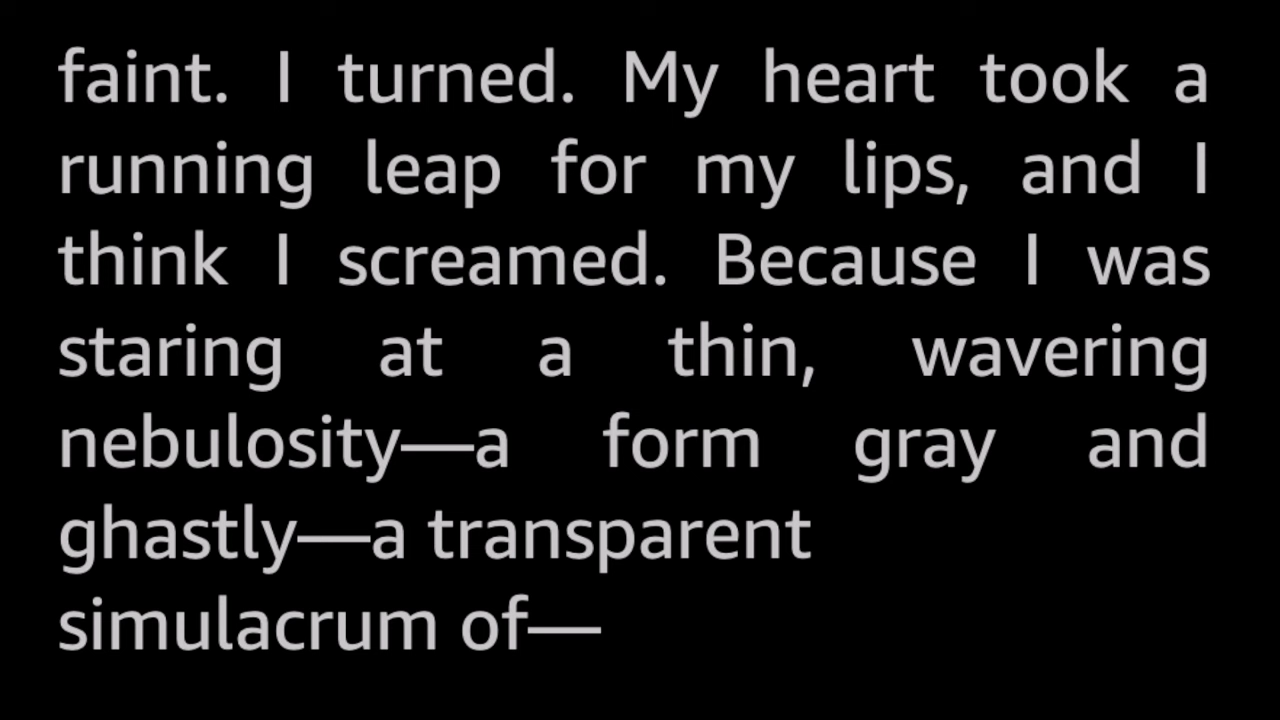 faint. I turned. My heart took a
running leap for my lips, and I
think I screamed. Because I was
staring at a thin, wavering
nebulosity—a form gray and
ghastly—a transparent
simulacrum of—